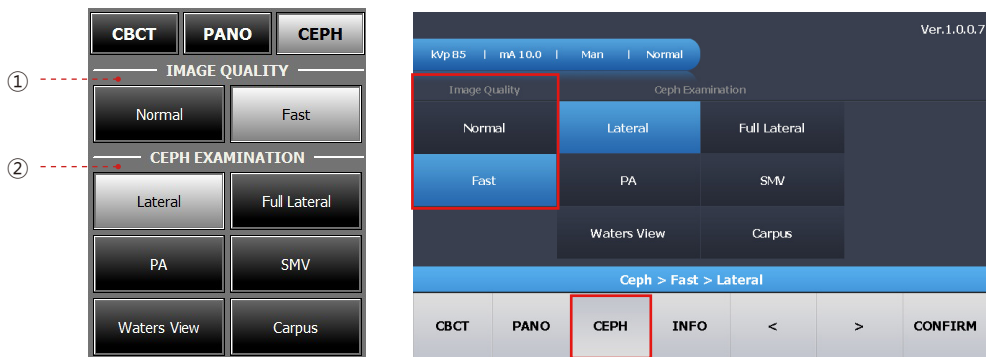 CBCT PANO CEPH
① IMAGE QUALITY
Normal Fast
② CEPH EXAMINATION
Lateral Full Lateral
PA SMV
Waters View Carpus
Ver.1.0.0.7
kVp 85 | mA 10.0 | Man | Normal
Image Quality Ceph Examination
Normal Lateral Full Lateral
Fast PA SMV
Waters View Carpus
Ceph > Fast > Lateral
CBCT PANO CEPH INFO < > CONFIRM